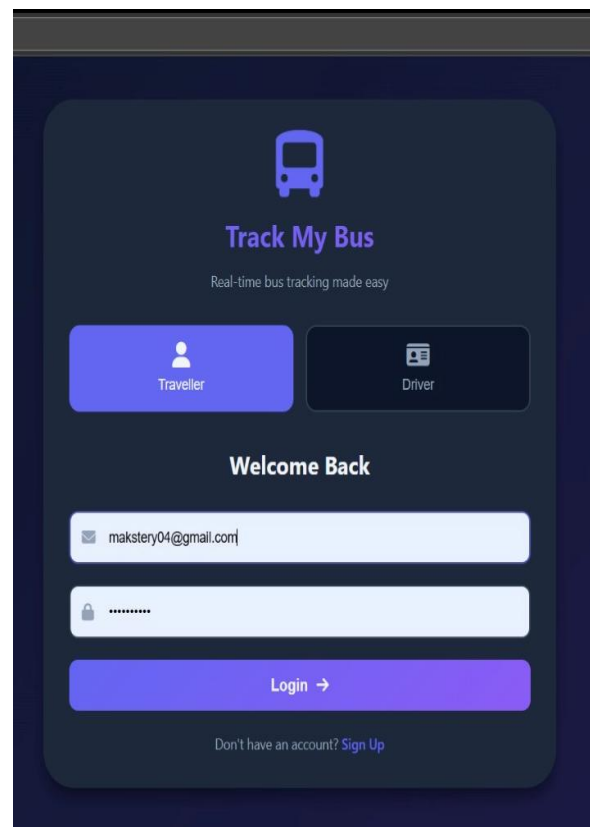 Track My Bus
Real-time bus tracking made easy
Traveller
Driver
Welcome Back
makstery04@gmail.com
••••••••••
Login →
Don't have an account? Sign Up